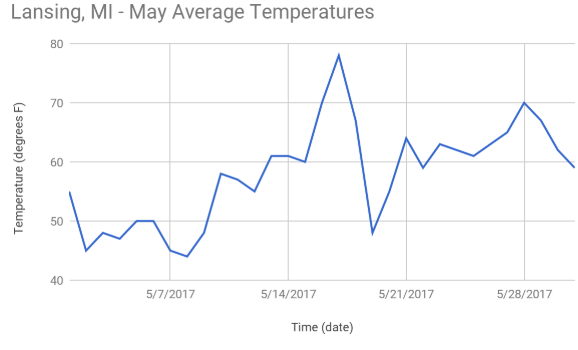 Lansing, MI - May Average Temperatures
80
70
60
50
40
Temperature (degrees F)
5/7/2017 5/14/2017 5/21/2017 5/28/2017
Time (date)